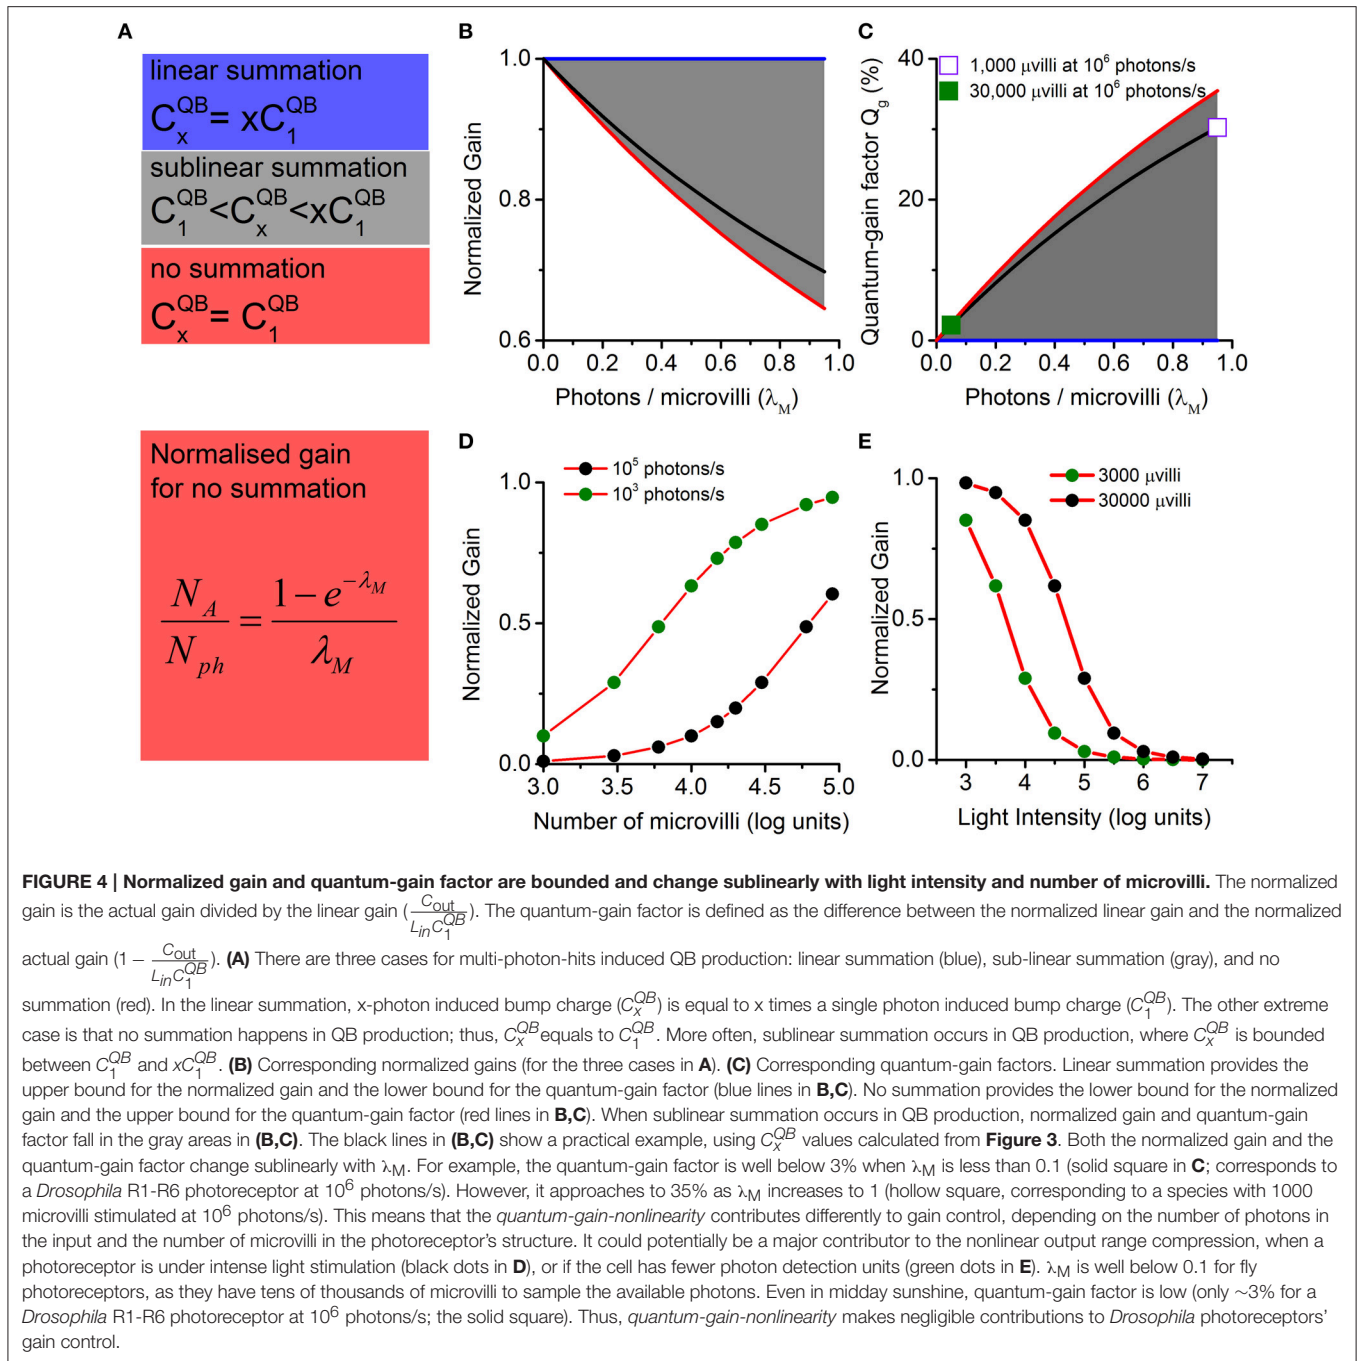 A
linear summation
C_x^QB = xC_1^QB
sublinear summation
C_1^QB<C_x^QB<xC_1^QB
no summation
C_x^QB = C_1^QB
Normalised gain
for no summation
N_A / N_ph = (1 − e^−λ_M) / λ_M
B
1.0
0.8
0.6
Normalized Gain
0.0 0.2 0.4 0.6 0.8 1.0
Photons / microvilli (λ_M)
C
40
20
0
Quantum-gain factor Q_g (%)
1,000 μvilli at 10^6 photons/s
30,000 μvilli at 10^6 photons/s
0.0 0.2 0.4 0.6 0.8 1.0
Photons / microvilli (λ_M)
D
10^5 photons/s
10^3 photons/s
1.0
0.5
0.0
Normalized Gain
3.0 3.5 4.0 4.5 5.0
Number of microvilli (log units)
E
3000 μvilli
30000 μvilli
1.0
0.5
0.0
Normalized Gain
3 4 5 6 7
Light Intensity (log units)
FIGURE 4 | Normalized gain and quantum-gain factor are bounded and change sublinearly with light intensity and number of microvilli. The normalized
gain is the actual gain divided by the linear gain (C_out / L_in C_1^QB). The quantum-gain factor is defined as the difference between the normalized linear gain and the normalized
actual gain (1 − C_out / L_in C_1^QB). (A) There are three cases for multi-photon-hits induced QB production: linear summation (blue), sub-linear summation (gray), and no
summation (red). In the linear summation, x-photon induced bump charge (C_x^QB) is equal to x times a single photon induced bump charge (C_1^QB). The other extreme
case is that no summation happens in QB production; thus, C_x^QB equals to C_1^QB. More often, sublinear summation occurs in QB production, where C_x^QB is bounded
between C_1^QB and xC_1^QB. (B) Corresponding normalized gains (for the three cases in A). (C) Corresponding quantum-gain factors. Linear summation provides the
upper bound for the normalized gain and the lower bound for the quantum-gain factor (blue lines in B,C). No summation provides the lower bound for the normalized
gain and the upper bound for the quantum-gain factor (red lines in B,C). When sublinear summation occurs in QB production, normalized gain and quantum-gain
factor fall in the gray areas in (B,C). The black lines in (B,C) show a practical example, using C_x^QB values calculated from Figure 3. Both the normalized gain and the
quantum-gain factor change sublinearly with λ_M. For example, the quantum-gain factor is well below 3% when λ_M is less than 0.1 (solid square in C; corresponds to
a Drosophila R1-R6 photoreceptor at 10^6 photons/s). However, it approaches to 35% as λ_M increases to 1 (hollow square, corresponding to a species with 1000
microvilli stimulated at 10^6 photons/s). This means that the quantum-gain-nonlinearity contributes differently to gain control, depending on the number of photons in
the input and the number of microvilli in the photoreceptor's structure. It could potentially be a major contributor to the nonlinear output range compression, when a
photoreceptor is under intense light stimulation (black dots in D), or if the cell has fewer photon detection units (green dots in E). λ_M is well below 0.1 for fly
photoreceptors, as they have tens of thousands of microvilli to sample the available photons. Even in midday sunshine, quantum-gain factor is low (only ∼3% for a
Drosophila R1-R6 photoreceptor at 10^6 photons/s; the solid square). Thus, quantum-gain-nonlinearity makes negligible contributions to Drosophila photoreceptors'
gain control.